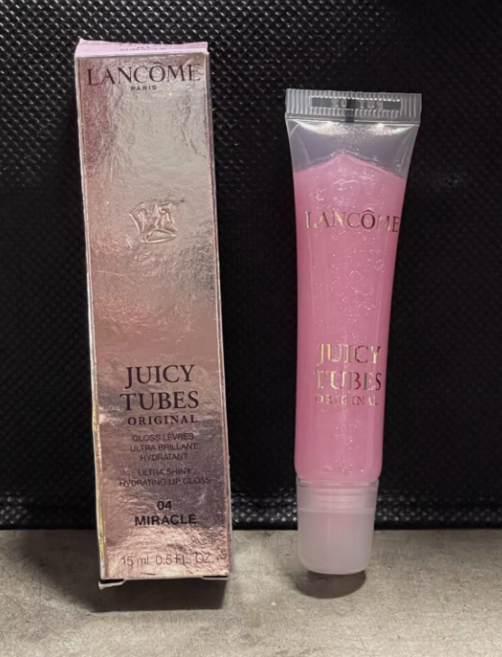 LANCÔME
PARIS
JUICY
TUBES
ORIGINAL
GLOSS LÈVRES
ULTRA BRILLANT
HYDRATANT
ULTRA SHINY
HYDRATING LIP GLOSS
04
MIRACLE
15 ml 0.5 FL. OZ.
LANCÔME
JUICY
TUBES
ORIGINAL